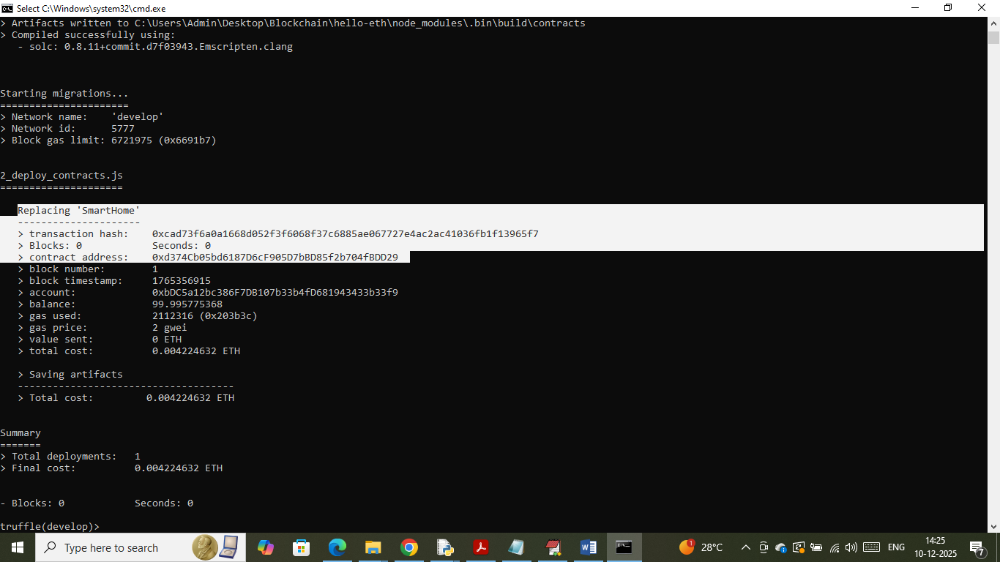 Select C:\Windows\system32\cmd.exe
> Artifacts written to C:\Users\Admin\Desktop\Blockchain\hello-eth\node_modules\.bin\build\contracts
> Compiled successfully using:
   - solc: 0.8.11+commit.d7f03943.Emscripten.clang
Starting migrations...
======================
> Network name:    'develop'
> Network id:      5777
> Block gas limit: 6721975 (0x6691b7)
2_deploy_contracts.js
=====================
   Replacing 'SmartHome'
   ---------------------
   > transaction hash:    0xcad73f6a0a1668d052f3f6068f37c6885ae067727e4ac2ac41036fb1f13965f7
   > Blocks: 0            Seconds: 0
   > contract address:    0xd374Cb05bd6187D6cF905D7bBD85f2b704fBDD29
   > block number:        1
   > block timestamp:     1765356915
   > account:             0xbDC5a12bc386F7DB107b33b4fD681943433b33f9
   > balance:             99.995775368
   > gas used:            2112316 (0x203b3c)
   > gas price:           2 gwei
   > value sent:          0 ETH
   > total cost:          0.004224632 ETH
   > Saving artifacts
   -------------------------------------
   > Total cost:         0.004224632 ETH
Summary
=======
> Total deployments:   1
> Final cost:          0.004224632 ETH
- Blocks: 0            Seconds: 0
truffle(develop)>
Type here to search
1
28°C
ENG
14:25
10-12-2025
7